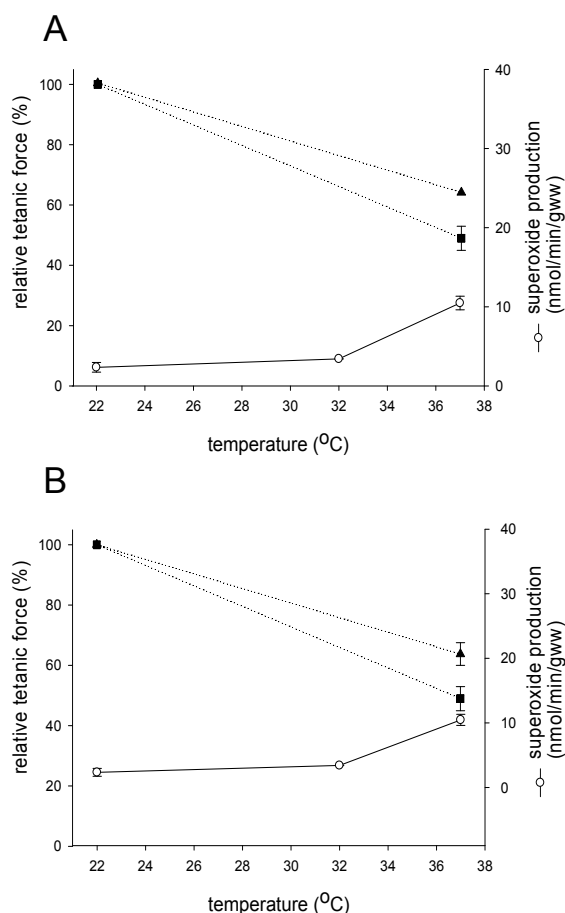 A
relative tetanic force (%)
100
80
60
40
20
0
40
30
20
10
0
superoxide production
(nmol/min/gww)
22 24 26 28 30 32 34 36 38
temperature (°C)
B
relative tetanic force (%)
100
80
60
40
20
0
40
30
20
10
0
superoxide production
(nmol/min/gww)
22 24 26 28 30 32 34 36 38
temperature (°C)